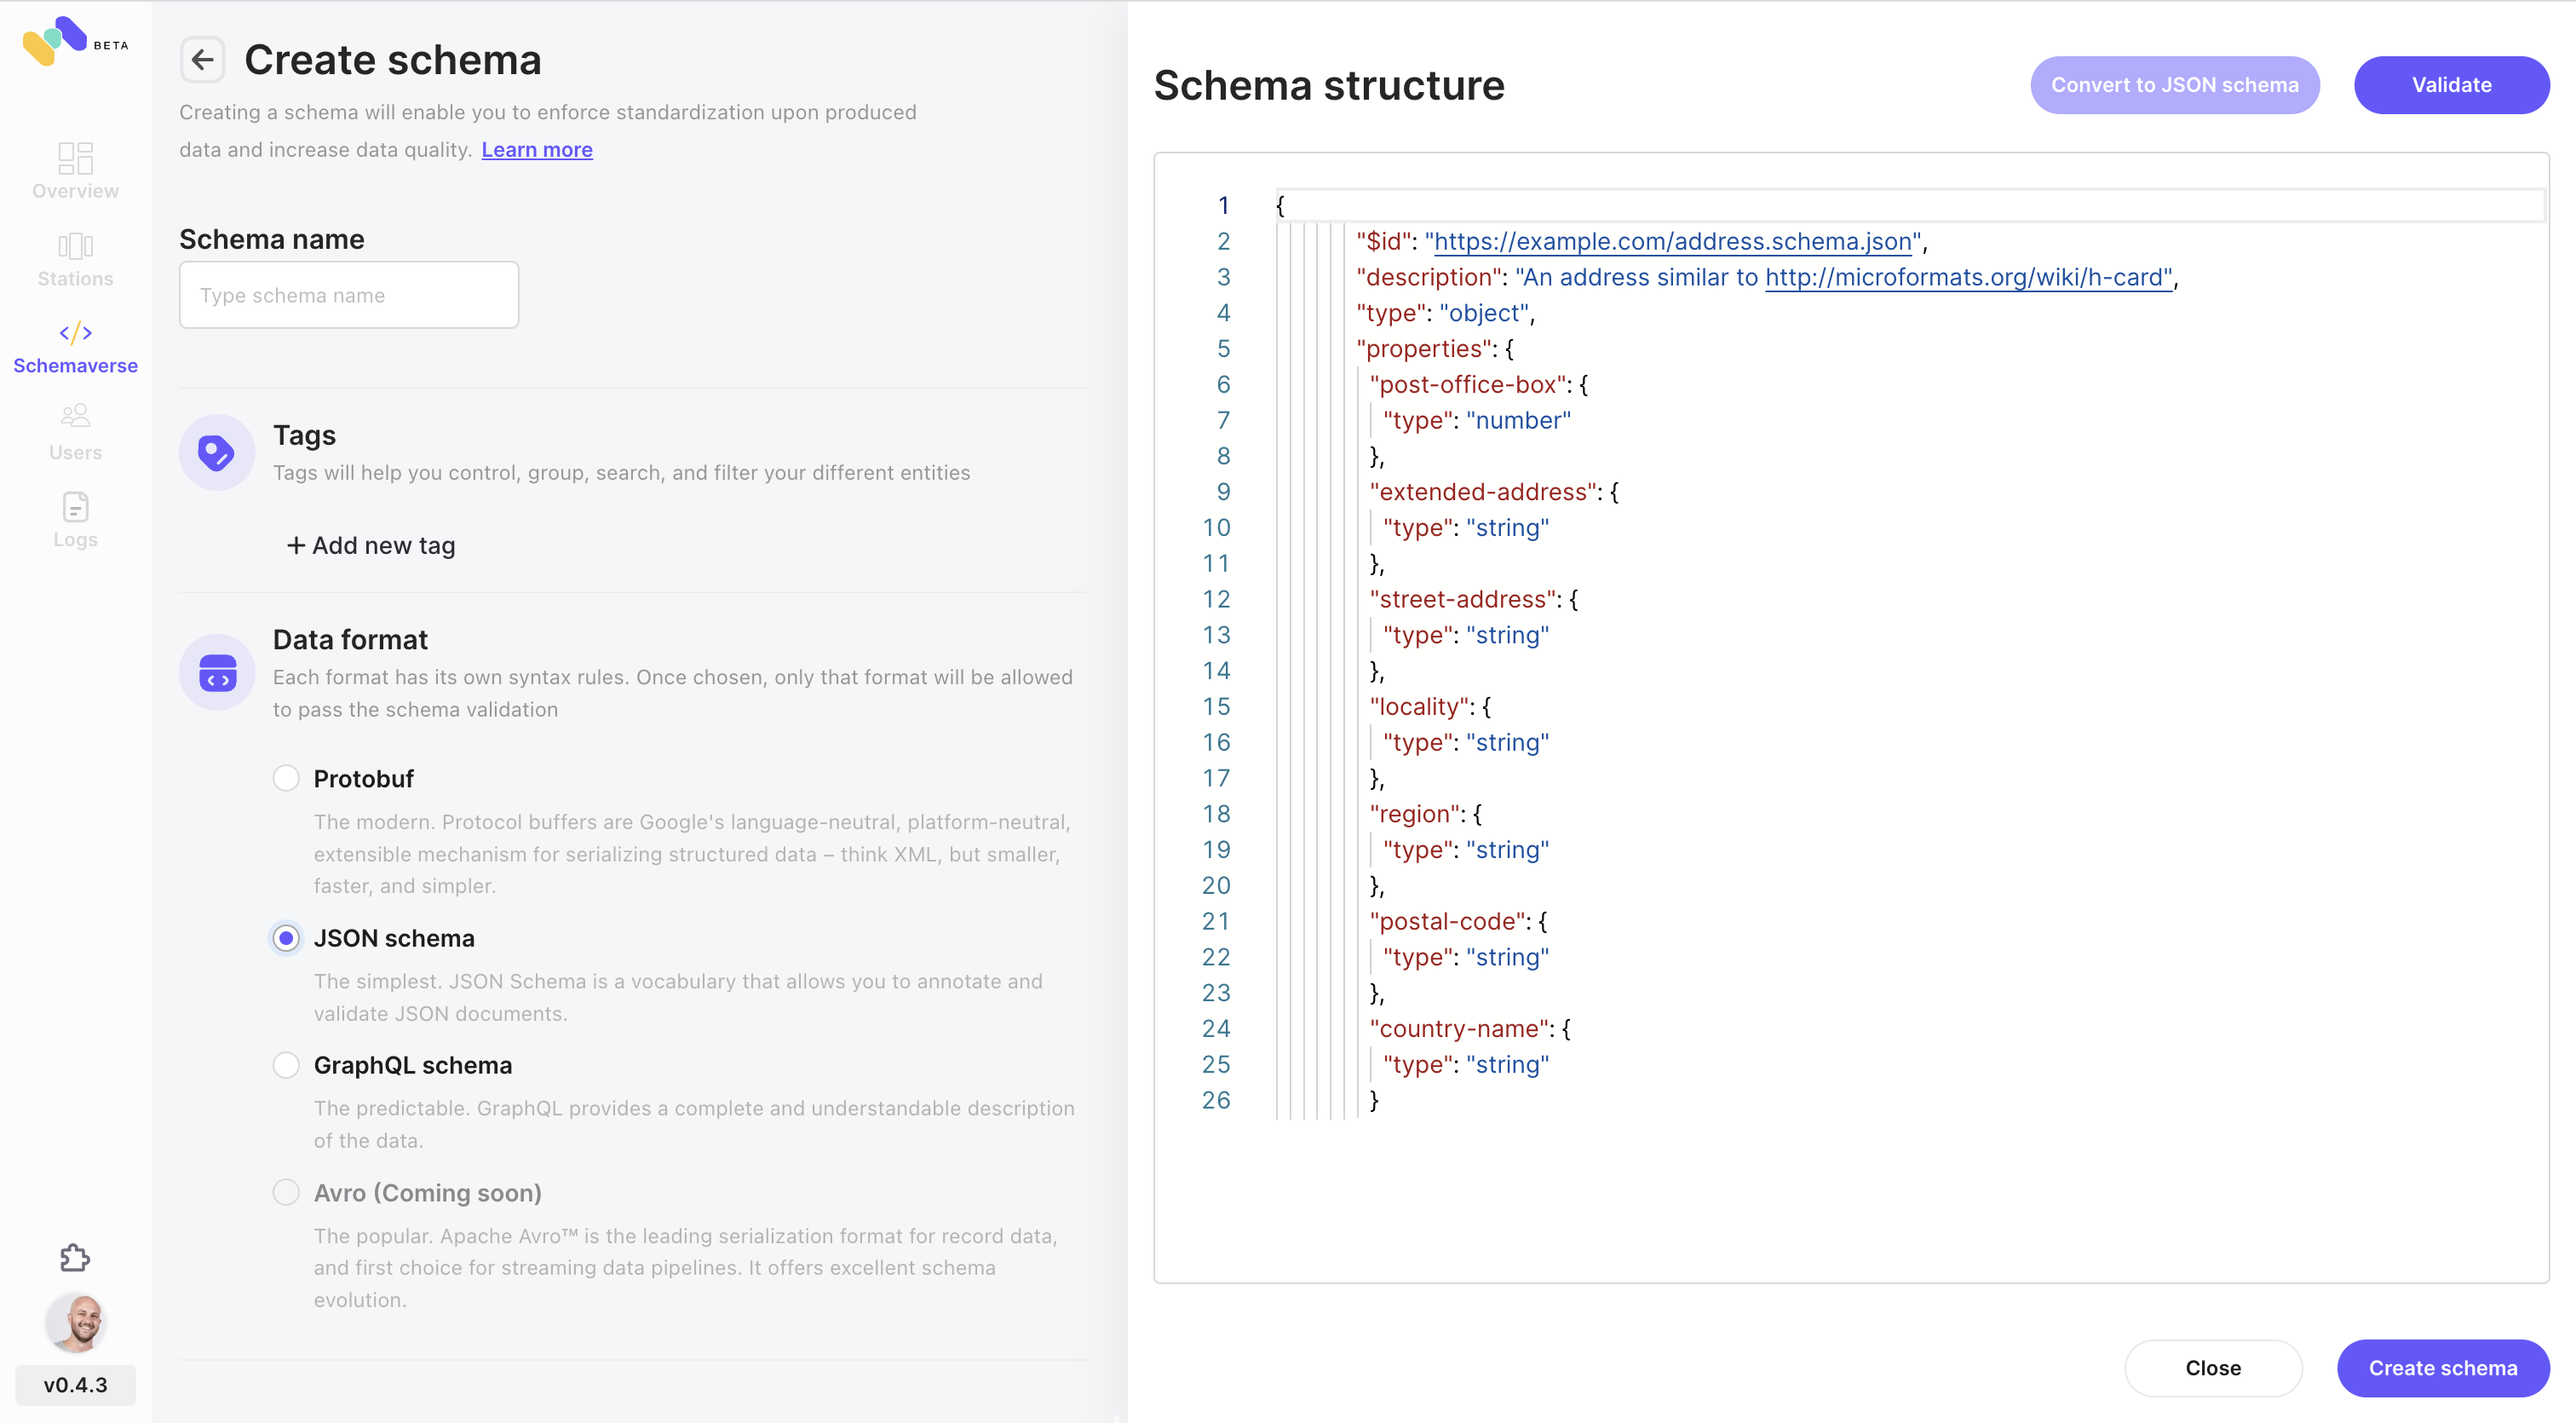 BETA
Overview
Stations
Schemaverse
Users
Logs
v0.4.3
Create schema
Creating a schema will enable you to enforce standardization upon produced
data and increase data quality. Learn more
Schema name
Type schema name
Tags
Tags will help you control, group, search, and filter your different entities
+ Add new tag
Data format
Each format has its own syntax rules. Once chosen, only that format will be allowed
to pass the schema validation
Protobuf
The modern. Protocol buffers are Google's language-neutral, platform-neutral,
extensible mechanism for serializing structured data – think XML, but smaller,
faster, and simpler.
JSON schema
The simplest. JSON Schema is a vocabulary that allows you to annotate and
validate JSON documents.
GraphQL schema
The predictable. GraphQL provides a complete and understandable description
of the data.
Avro (Coming soon)
The popular. Apache Avro™ is the leading serialization format for record data,
and first choice for streaming data pipelines. It offers excellent schema
evolution.
Schema structure
Convert to JSON schema
Validate
1 {
2 "$id": "https://example.com/address.schema.json",
3 "description": "An address similar to http://microformats.org/wiki/h-card",
4 "type": "object",
5 "properties": {
6 "post-office-box": {
7 "type": "number"
8 },
9 "extended-address": {
10 "type": "string"
11 },
12 "street-address": {
13 "type": "string"
14 },
15 "locality": {
16 "type": "string"
17 },
18 "region": {
19 "type": "string"
20 },
21 "postal-code": {
22 "type": "string"
23 },
24 "country-name": {
25 "type": "string"
26 }
Close
Create schema